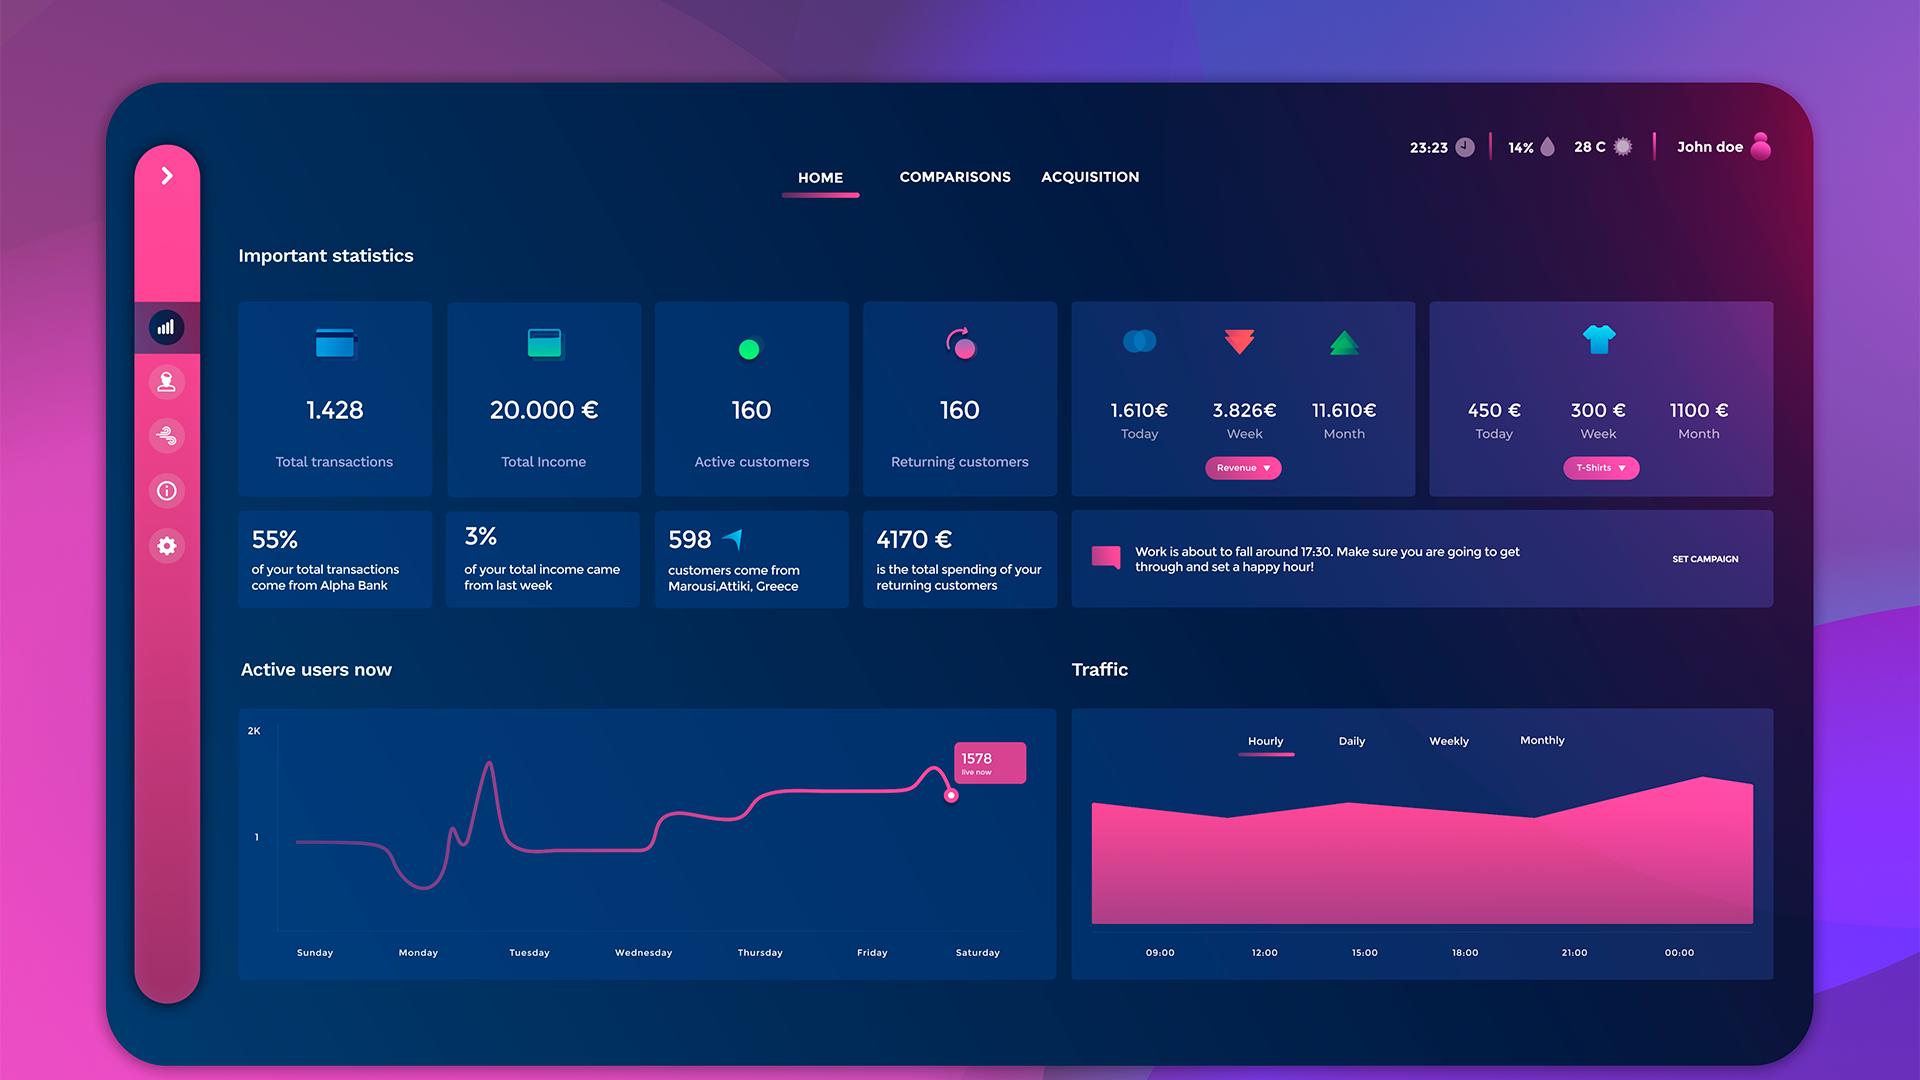 23:23
14%
28 C
John doe
HOME
COMPARISONS
ACQUISITION
Important statistics
1.428
Total transactions
20.000 €
Total Income
160
Active customers
160
Returning customers
1.610€
Today
3.826€
Week
11.610€
Month
Revenue
450 €
Today
300 €
Week
1100 €
Month
T-Shirts
55%
of your total transactions
come from Alpha Bank
3%
of your total income came
from last week
598
customers come from
Marousi,Attiki, Greece
4170 €
is the total spending of your
returning customers
Work is about to fall around 17:30. Make sure you are going to get
through and set a happy hour!
SET CAMPAIGN
Active users now
2K
1
1578
live now
Sunday
Monday
Tuesday
Wednesday
Thursday
Friday
Saturday
Traffic
Hourly
Daily
Weekly
Monthly
09:00
12:00
15:00
18:00
21:00
00:00